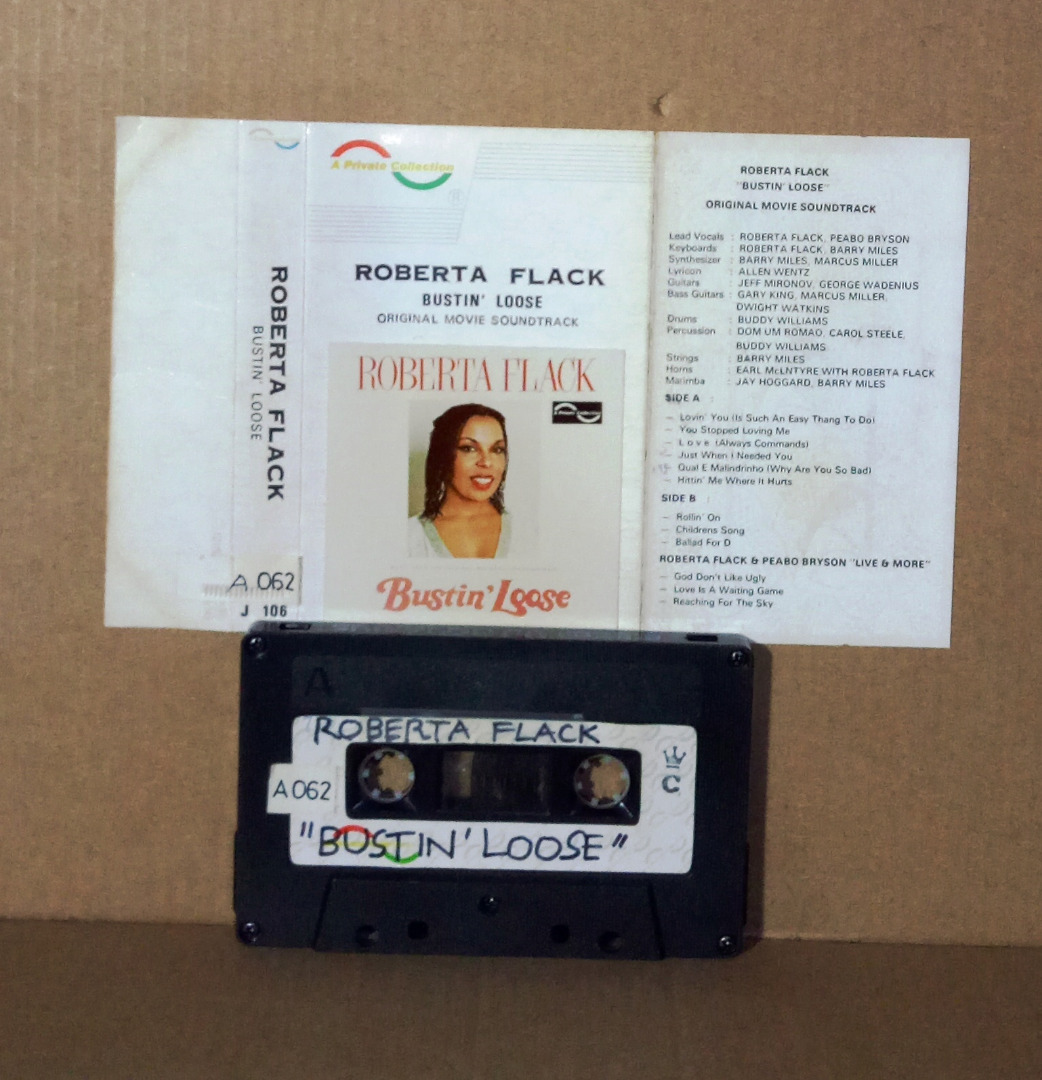 ROBERTA FLACK
BUSTIN' LOOSE
A 062
J 106
A Private Collection
ROBERTA FLACK
BUSTIN' LOOSE
ORIGINAL MOVIE SOUNDTRACK
ROBERTA FLACK
A Private Collection
Bustin' Loose
ROBERTA FLACK
"BUSTIN' LOOSE"
ORIGINAL MOVIE SOUNDTRACK
Lead Vocals : ROBERTA FLACK, PEABO BRYSON
Keyboards : ROBERTA FLACK, BARRY MILES
Synthesizer : BARRY MILES, MARCUS MILLER
Lyricon : ALLEN WENTZ
Guitars : JEFF MIRONOV, GEORGE WADENIUS
Bass Guitars : GARY KING, MARCUS MILLER,
DWIGHT WATKINS
Drums : BUDDY WILLIAMS
Percussion : DOM UM ROMAO, CAROL STEELE,
BUDDY WILLIAMS
Strings : BARRY MILES
Horns : EARL McLNTYRE WITH ROBERTA FLACK
Marimba : JAY HOGGARD, BARRY MILES
SIDE A :
— Lovin' You (Is Such An Easy Thang To Do)
— You Stopped Loving Me
— L o v e (Always Commands)
— Just When I Needed You
— Qual E Malindrinho (Why Are You So Bad)
— Hittin' Me Where It Hurts
SIDE B :
— Rollin' On
— Childrens Song
— Ballad For D
ROBERTA FLACK & PEABO BRYSON "LIVE & MORE"
— God Don't Like Ugly
— Love Is A Waiting Game
— Reaching For The Sky
A
ROBERTA FLACK
A062
C
"BUSTIN' LOOSE"